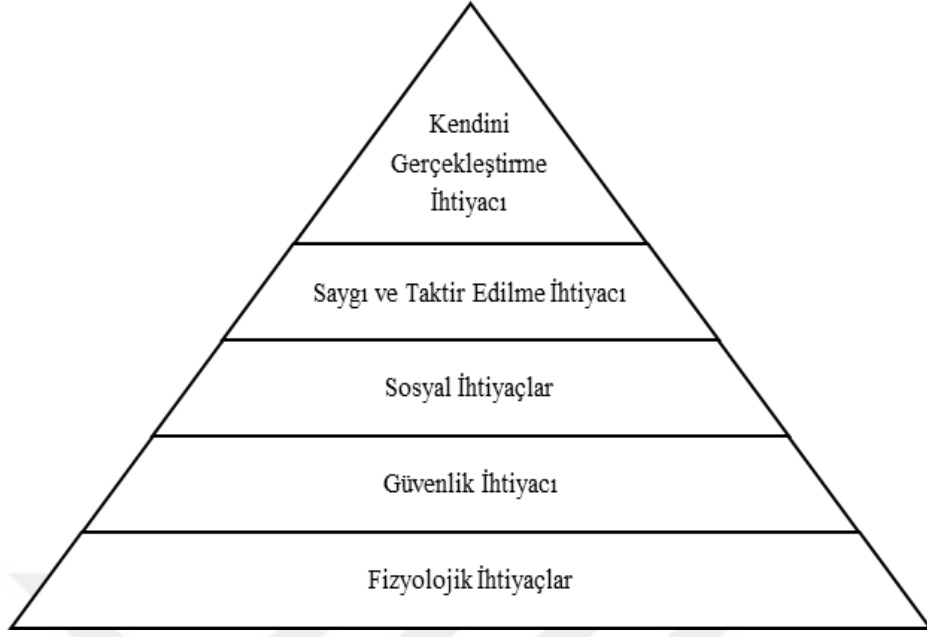 Kendini
Gerçekleştirme
İhtiyacı
Saygı ve Taktir Edilme İhtiyacı
Sosyal İhtiyaçlar
Güvenlik İhtiyacı
Fizyolojik İhtiyaçlar